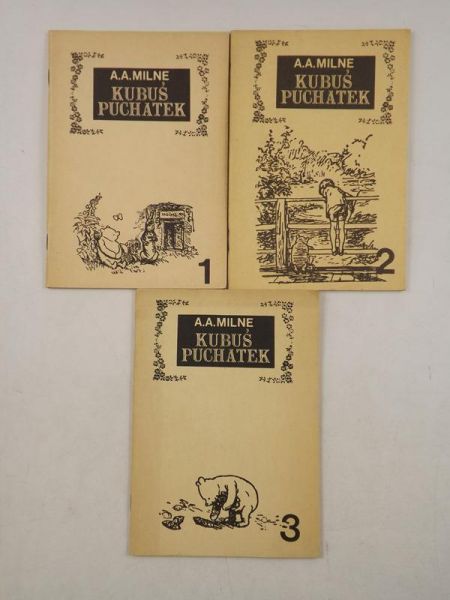 A.A.MILNE
KUBUŚ
PUCHATEK
1
A.A.MILNE
KUBUŚ
PUCHATEK
2
A.A.MILNE
KUBUŚ
PUCHATEK
3